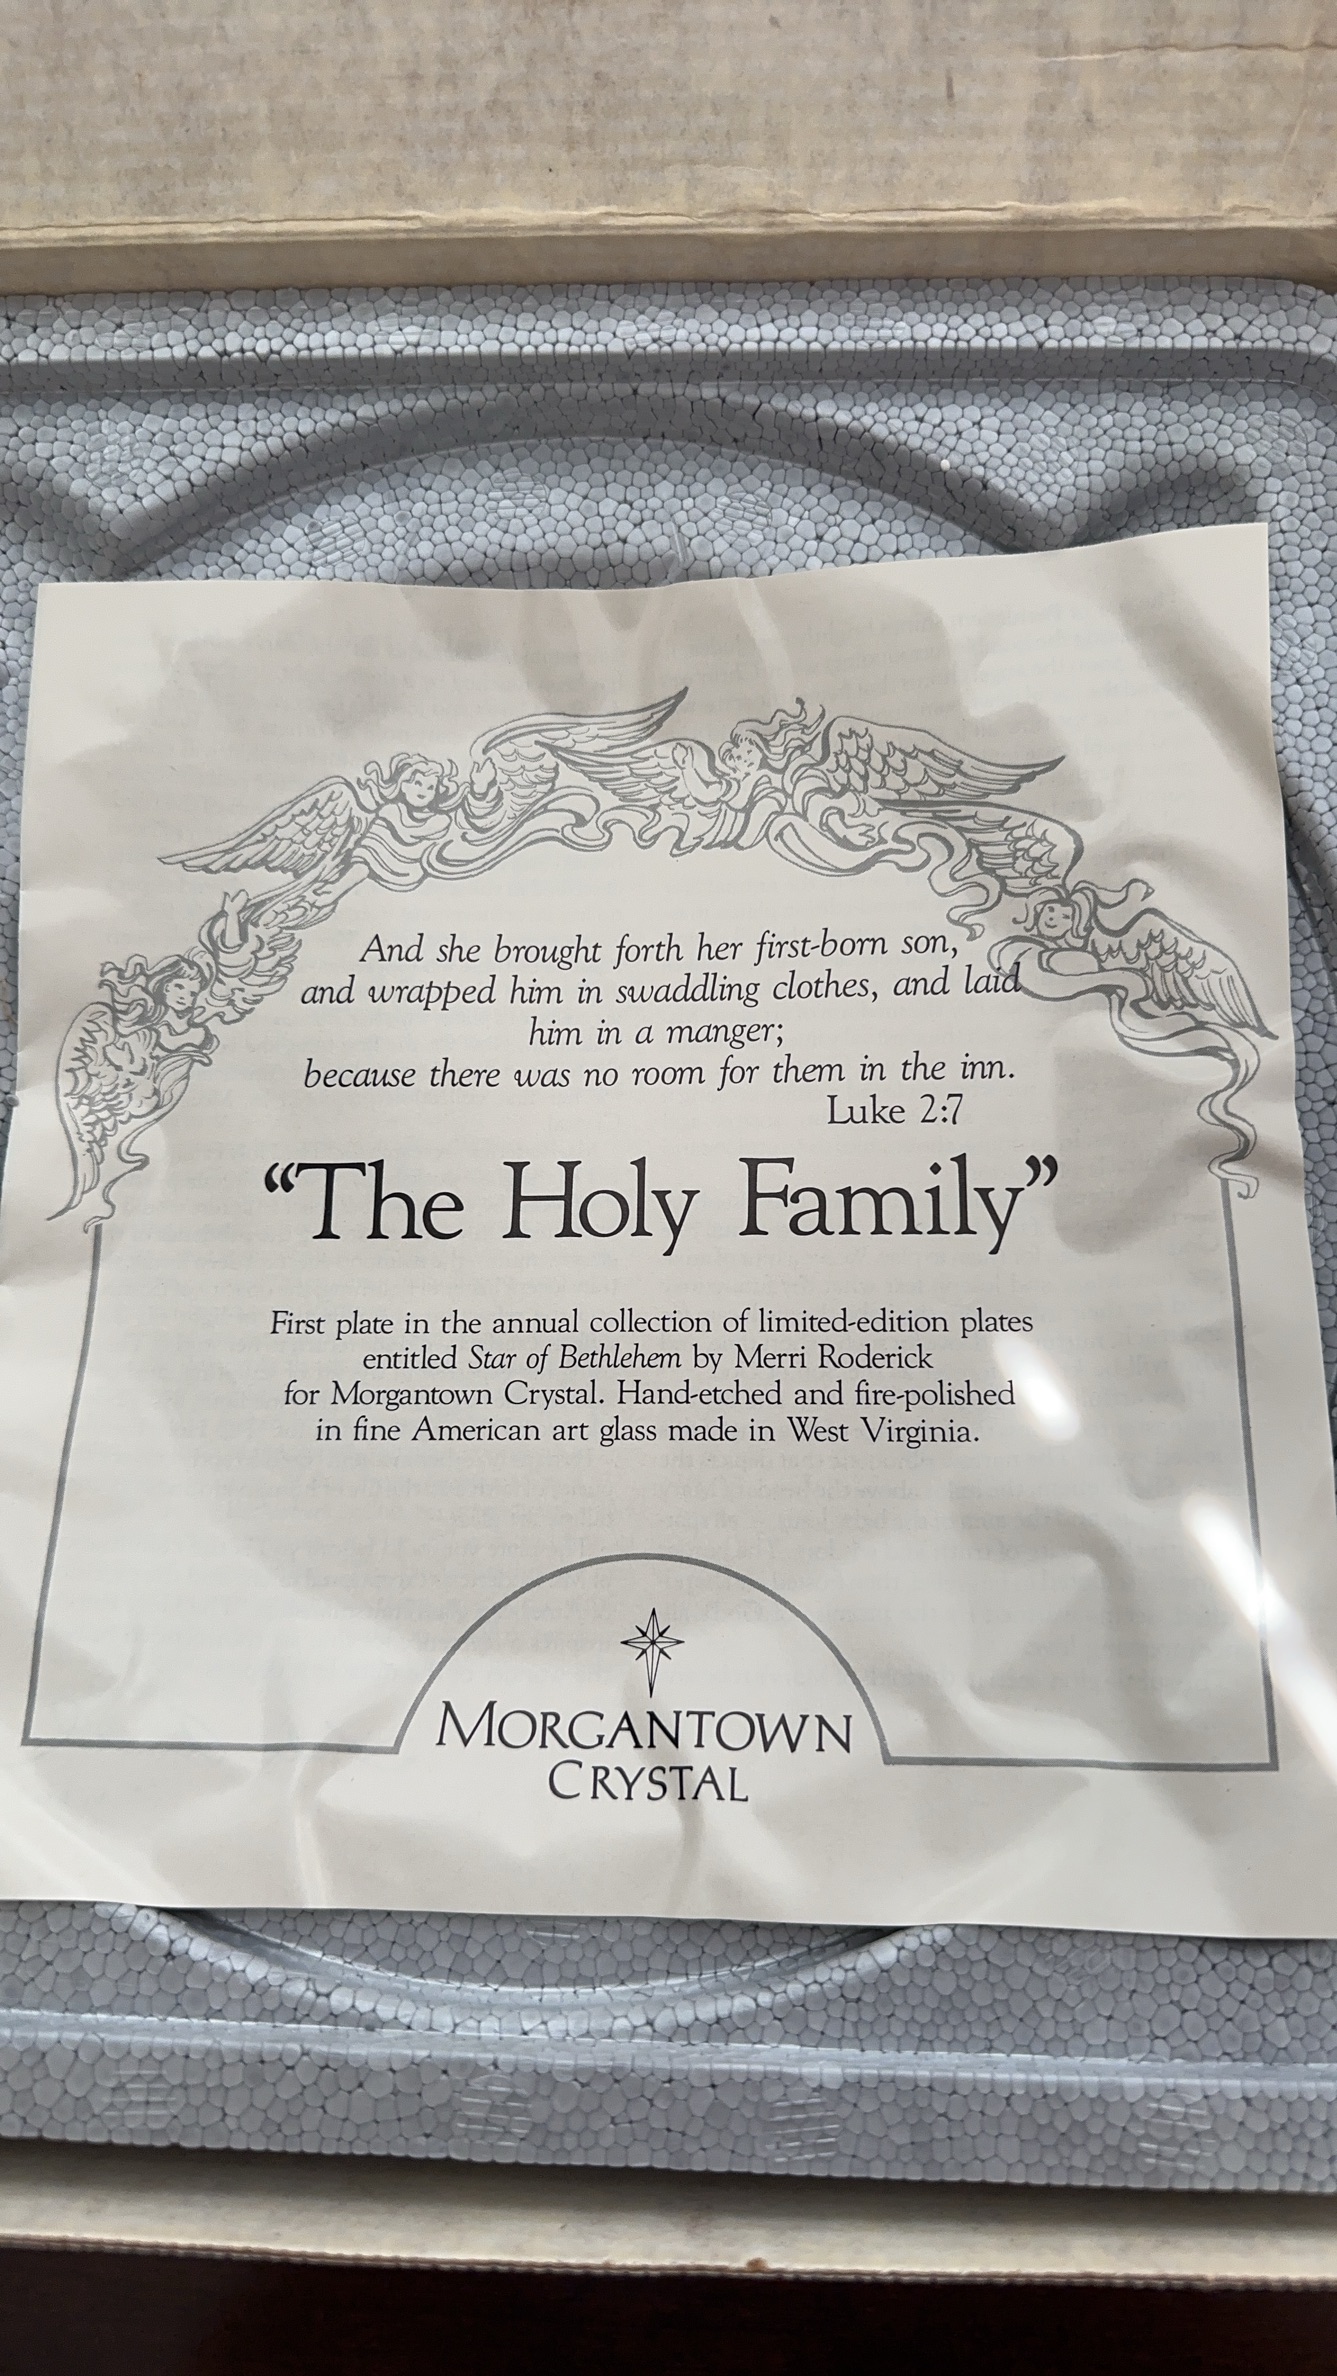 And she brought forth her first-born son,
and wrapped him in swaddling clothes, and laid
him in a manger;
because there was no room for them in the inn.
Luke 2:7
“The Holy Family”
First plate in the annual collection of limited-edition plates
entitled Star of Bethlehem by Merri Roderick
for Morgantown Crystal. Hand-etched and fire-polished
in fine American art glass made in West Virginia.
MORGANTOWN
CRYSTAL